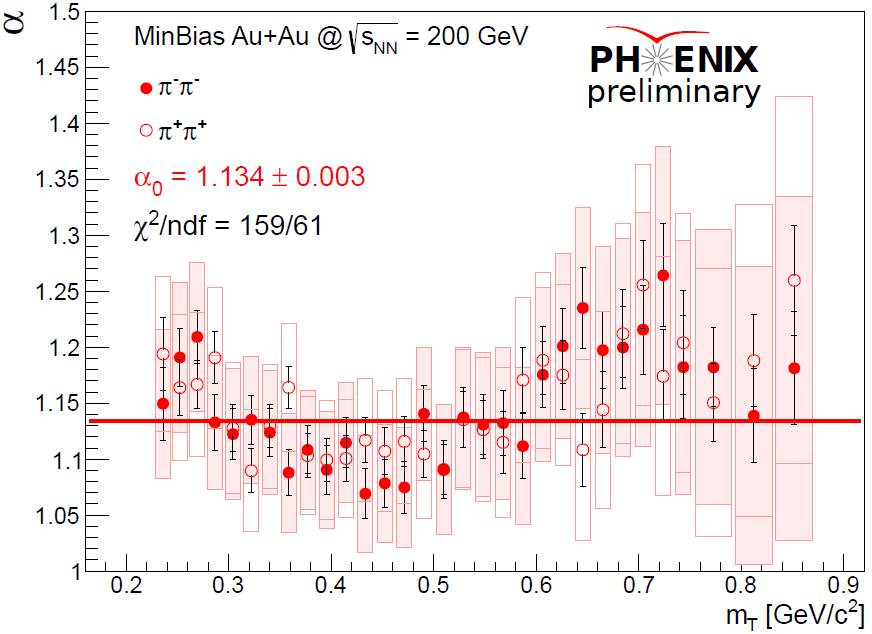 α
1.5
1.45
1.4
1.35
1.3
1.25
1.2
1.15
1.1
1.05
1
MinBias Au+Au @ √s_NN = 200 GeV
PHENIX
preliminary
π⁻π⁻
π⁺π⁺
α₀ = 1.134 ± 0.003
χ²/ndf = 159/61
0.2 0.3 0.4 0.5 0.6 0.7 0.8 0.9
m_T [GeV/c²]